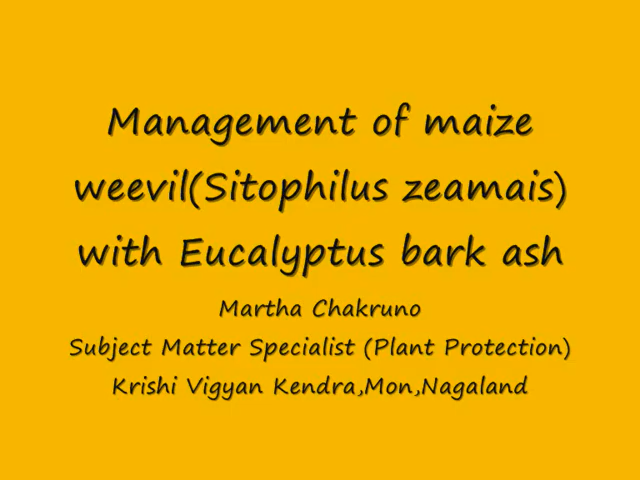 Management of maize
weevil(Sitophilus zeamais)
with Eucalyptus bark ash
Martha Chakruno
Subject Matter Specialist (Plant Protection)
Krishi Vigyan Kendra,Mon,Nagaland